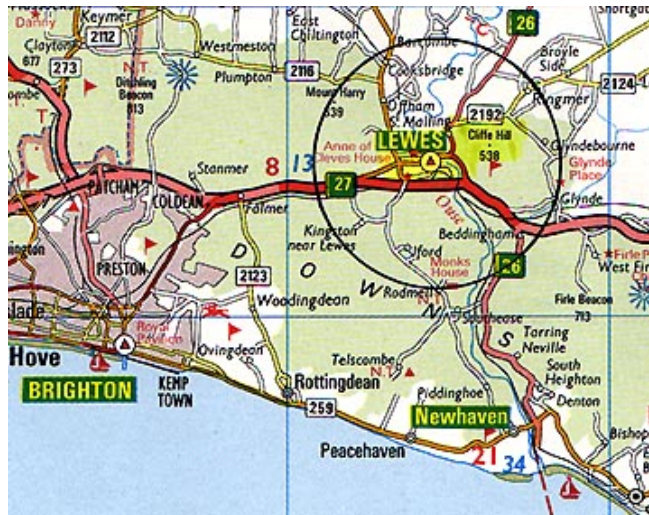 Danny
Keymer
2112
Clayton
677
273
Westmeston
N.T.
Ditchling
Beacon
813
Plumpton
East
Chiltington
2116
Mount Harry
639
Barcombe
Cooksbridge
Offham
S. Malling
26
Broyle
Side
Ringmer
2124
2192
LEWES
Cliffe Hill
538
Anne of
Cleves House
Glyndebourne
Glynde
Place
Glynde
Stanmer
8
13
27
PATCHAM
COLDEAN
Falmer
Kingston
near Lewes
Ouse
Beddingham
26
Iford
Monks
House
Rodmell
N.T.
Firle Beacon
713
West
PRESTON
2123
D
O
W
N
S
Woodingdean
Southease
Tarring
Neville
Hove
Royal
Pavilion
BRIGHTON
KEMP
TOWN
Ovingdean
Rottingdean
Telscombe
N.T.
Piddinghoe
South
Heighton
Denton
259
Newhaven
Peacehaven
21
34